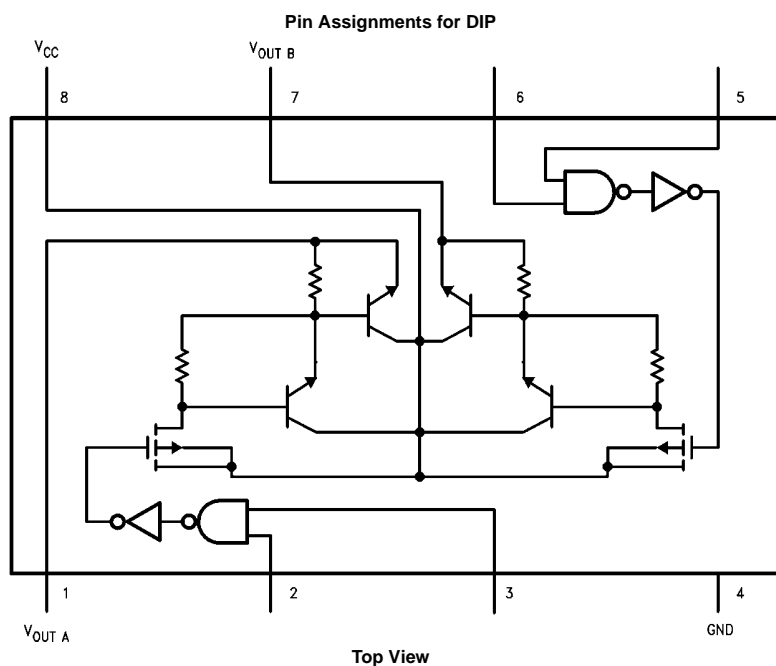 Pin Assignments for DIP
VCC VOUT B
8 7 6 5
1 2 3 4
VOUT A GND
Top View